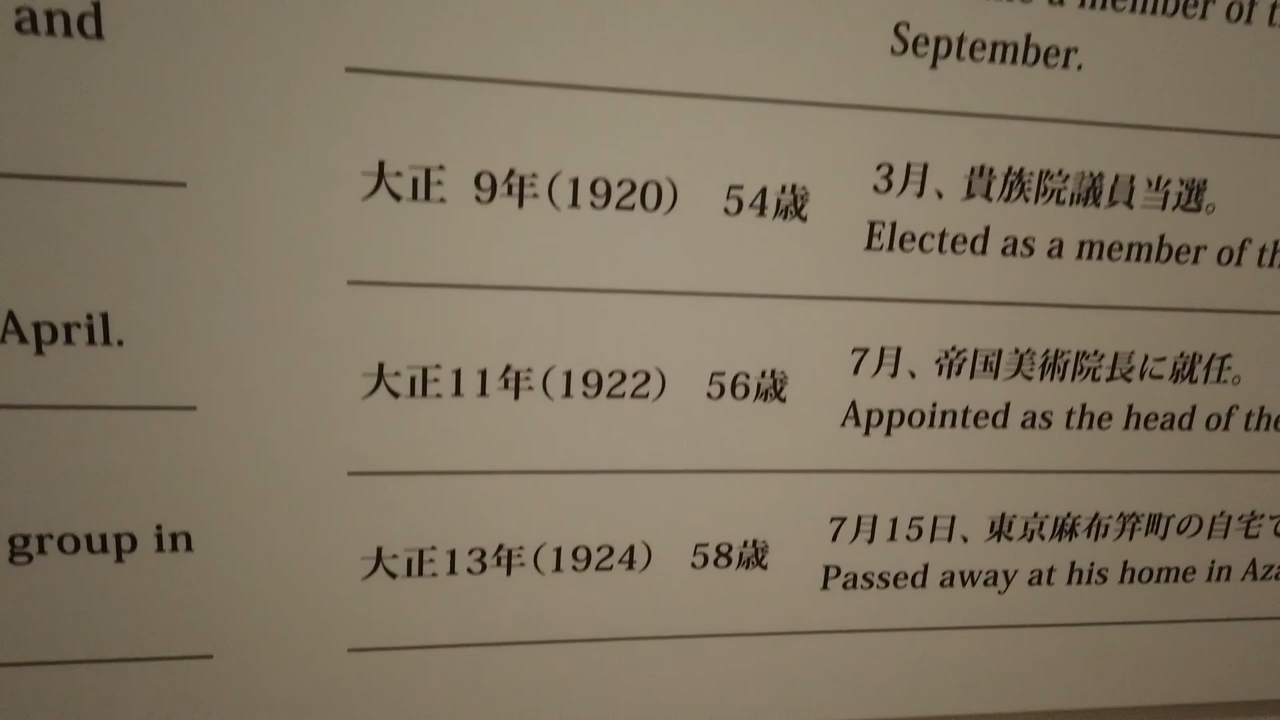 and
April.
group in
member of
September.
大正 9年(1920) 54歳 3月、貴族院議員当選。
Elected as a member of
大正11年(1922) 56歳 7月、帝国美術院長に就任。
Appointed as the head of the
大正13年(1924) 58歳 7月15日、東京麻布笄町の自宅で
Passed away at his home in